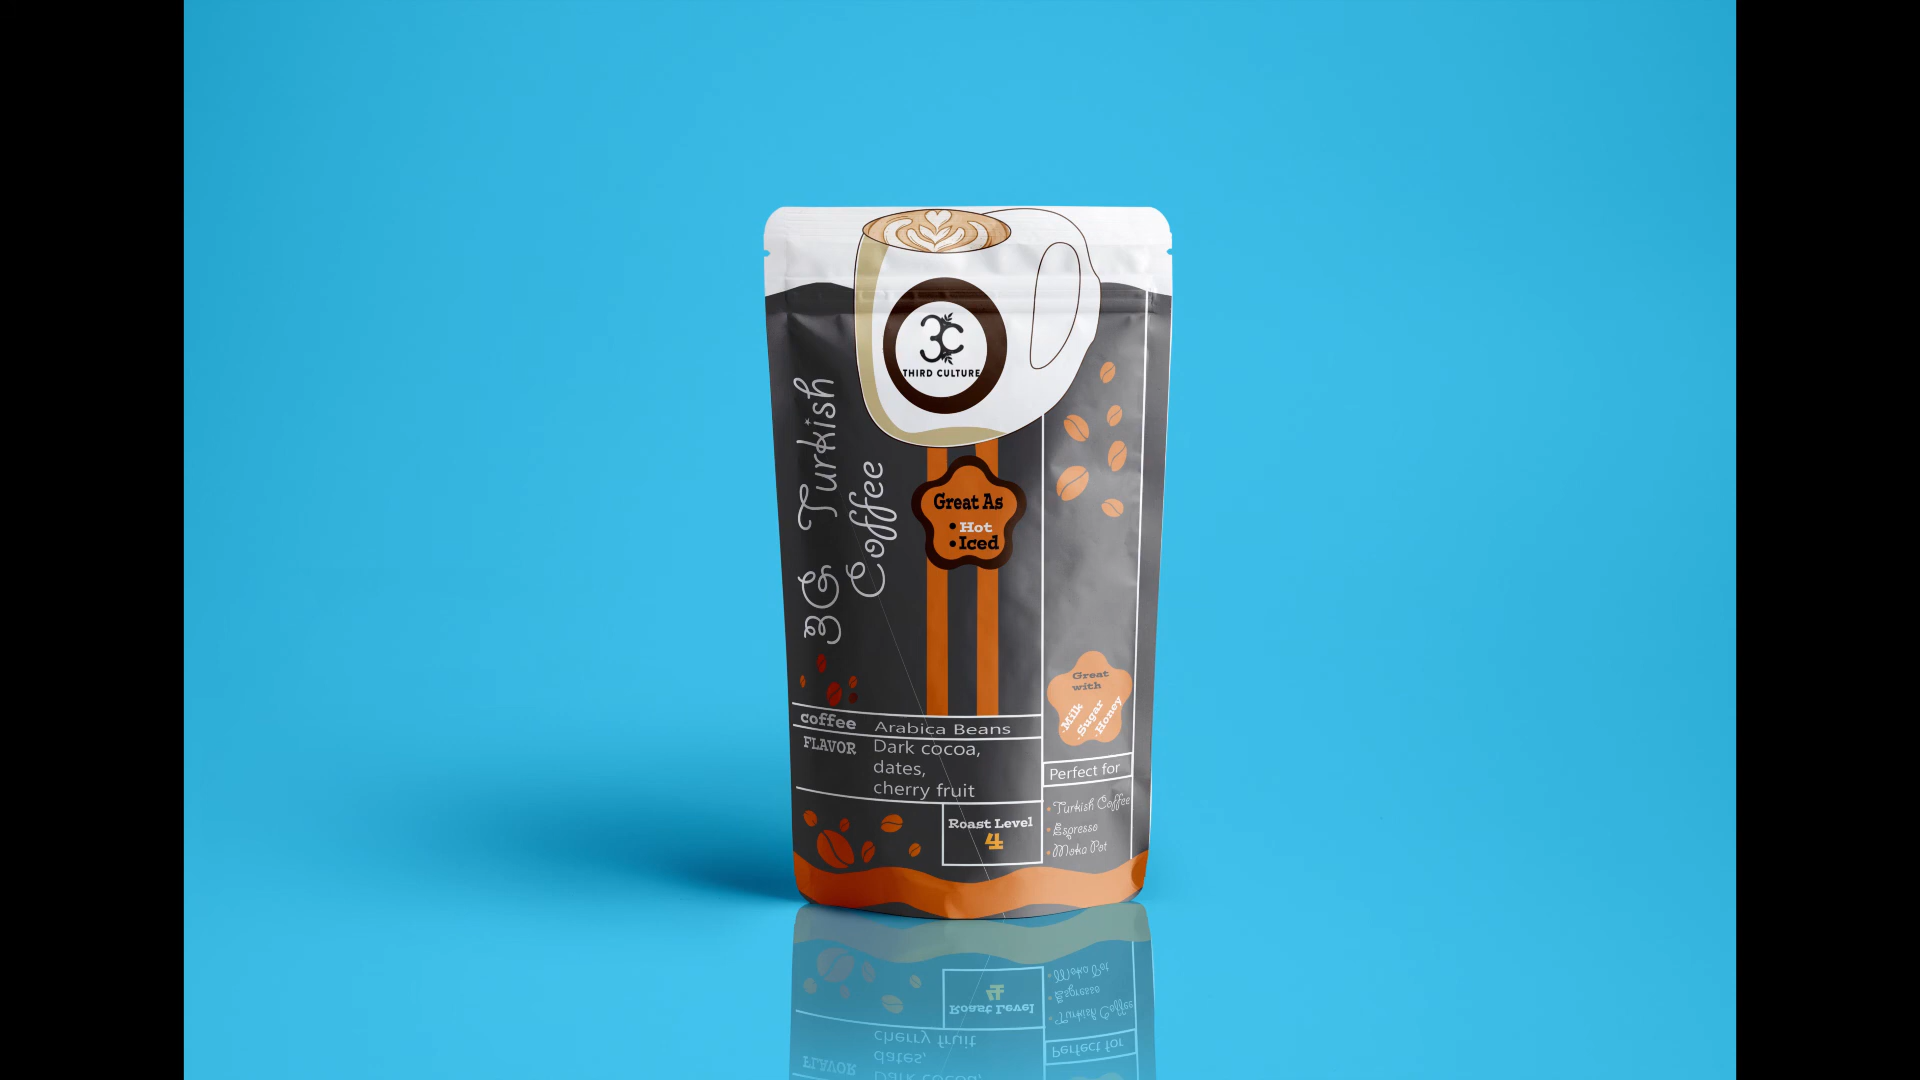 3C
THIRD CULTURE
3G Turkish
Coffee
Great As
• Hot
• Iced
Great
with
·Milk
·Sugar
·Honey
coffee Arabica Beans
FLAVOR Dark cocoa,
dates,
cherry fruit
Roast Level
4
Perfect for
• Turkish Coffee
• Espresso
• Moka Pot